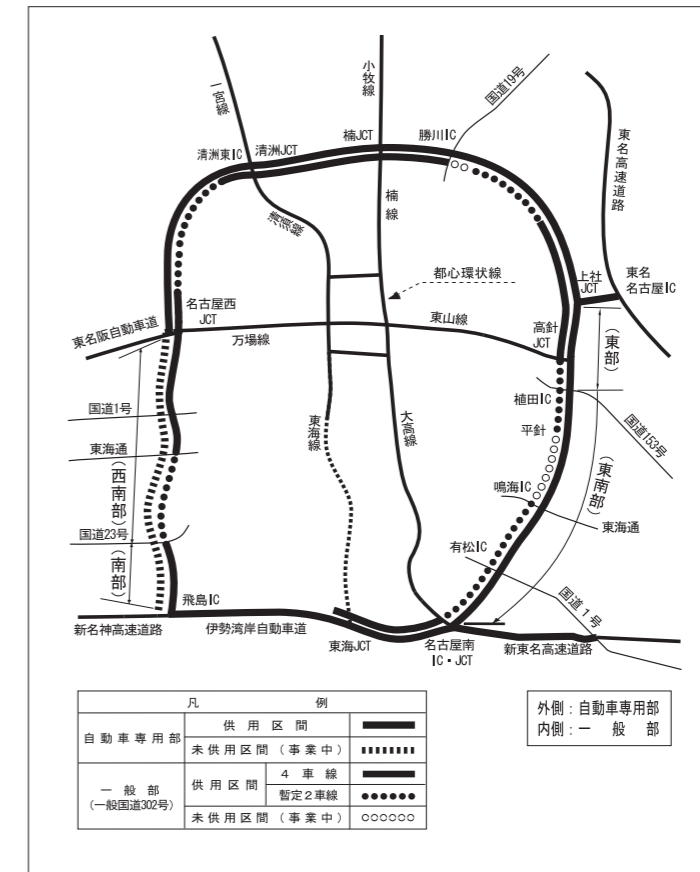 小牧線
一宮線
国道19号
東名高速道路
清洲東IC
清洲JCT
楠JCT
勝川IC
清須線
楠線
都心環状線
上社
JCT
東名
名古屋IC
名古屋西
JCT
東名阪自動車道
万場線
東山線
高針
JCT
(東部)
国道1号
東海通
(西南部)
国道23号
(南部)
東海線
大高線
植田IC
平針
国道153号
鳴海IC
(東南部)
東海通
有松IC
国道1号
飛島IC
新名神高速道路
伊勢湾岸自動車道
東海JCT
名古屋南
IC・JCT
新東名高速道路
凡例
自動車専用部 供用区間
未供用区間(事業中)
一般部
(一般国道302号)
供用区間 4車線
暫定2車線
未供用区間(事業中)
外側:自動車専用部
内側:一般部